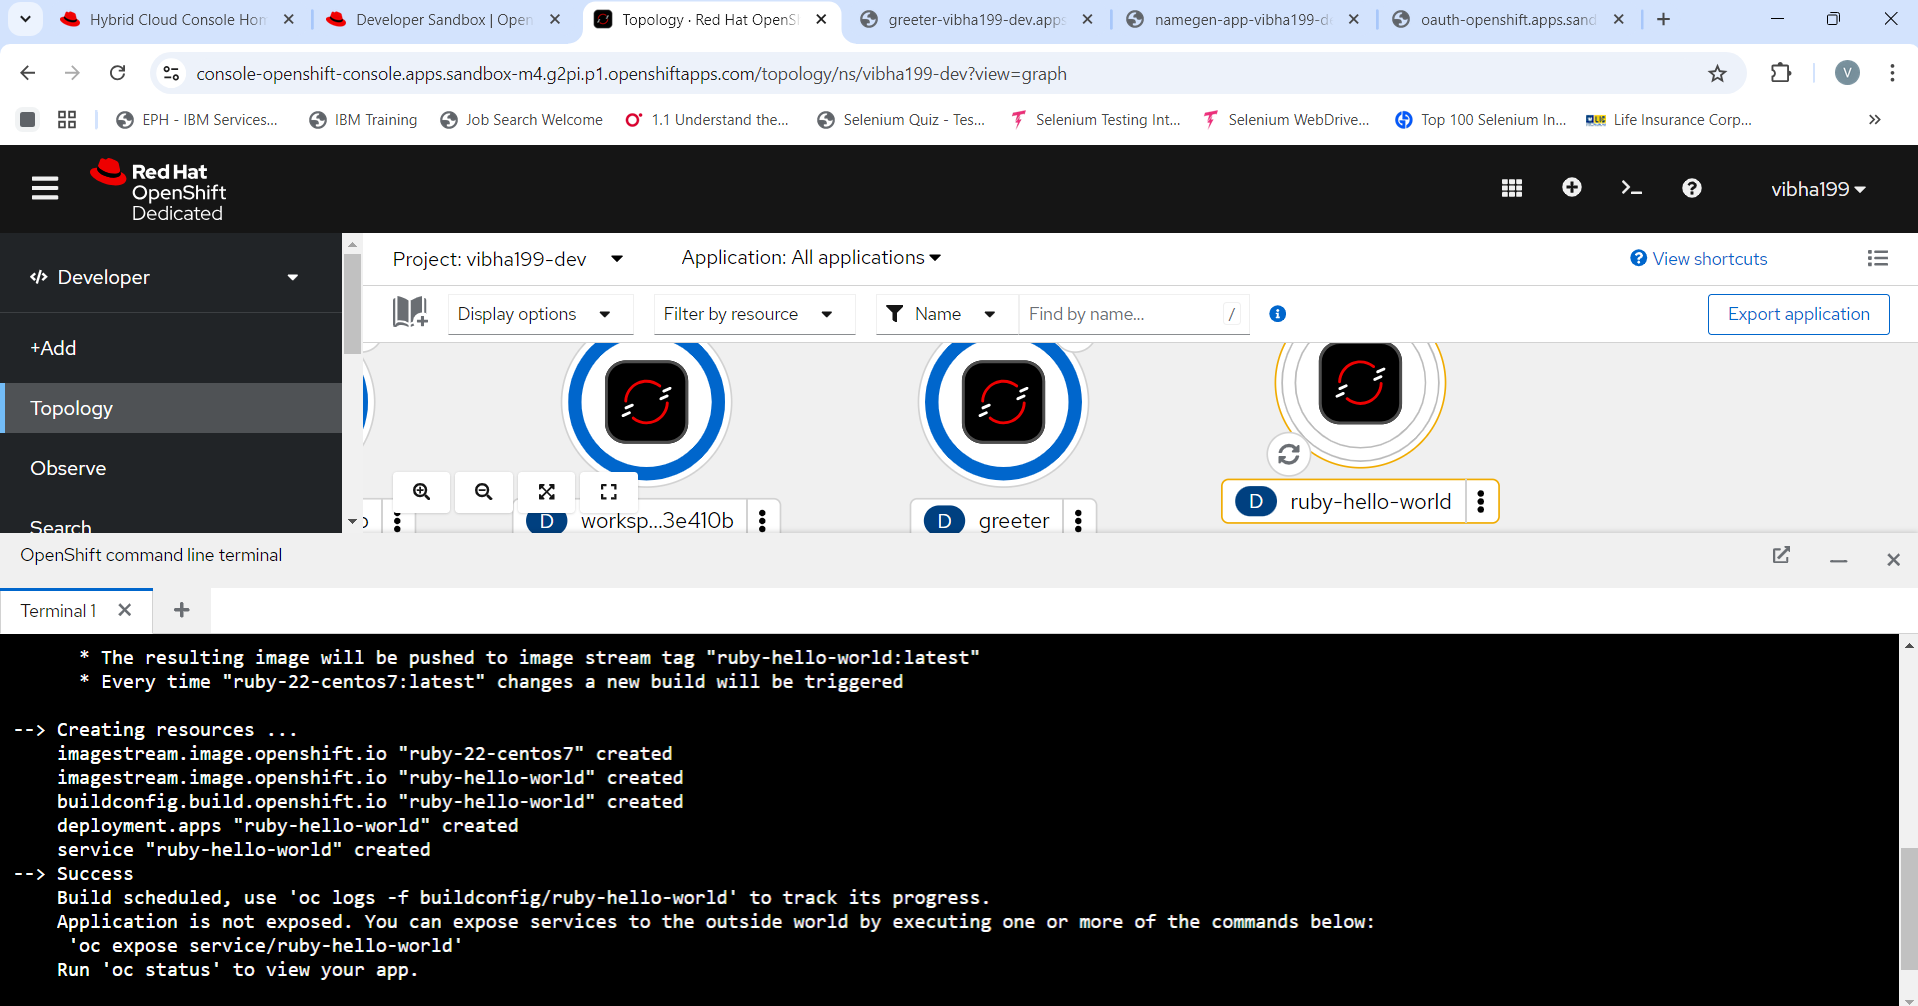 Hybrid Cloud Console Hon
Developer Sandbox | Open
Topology · Red Hat OpenS
greeter-vibha199-dev.apps
namegen-app-vibha199-d
oauth-openshift.apps.sand
console-openshift-console.apps.sandbox-m4.g2pi.p1.openshiftapps.com/topology/ns/vibha199-dev?view=graph
V
EPH - IBM Services...
IBM Training
Job Search Welcome
1.1 Understand the...
Selenium Quiz - Tes...
Selenium Testing Int...
Selenium WebDrive...
Top 100 Selenium In...
LIC
Life Insurance Corp...
»
Red Hat
OpenShift
Dedicated
vibha199
Developer
Project: vibha199-dev
Application: All applications
View shortcuts
Display options
Filter by resource
Name
Find by name...
/
Export application
+Add
Topology
Observe
Search
D worksp...3e410b
D greeter
D ruby-hello-world
OpenShift command line terminal
Terminal 1
* The resulting image will be pushed to image stream tag "ruby-hello-world:latest"
* Every time "ruby-22-centos7:latest" changes a new build will be triggered
--> Creating resources ...
imagestream.image.openshift.io "ruby-22-centos7" created
imagestream.image.openshift.io "ruby-hello-world" created
buildconfig.build.openshift.io "ruby-hello-world" created
deployment.apps "ruby-hello-world" created
service "ruby-hello-world" created
--> Success
Build scheduled, use 'oc logs -f buildconfig/ruby-hello-world' to track its progress.
Application is not exposed. You can expose services to the outside world by executing one or more of the commands below:
'oc expose service/ruby-hello-world'
Run 'oc status' to view your app.